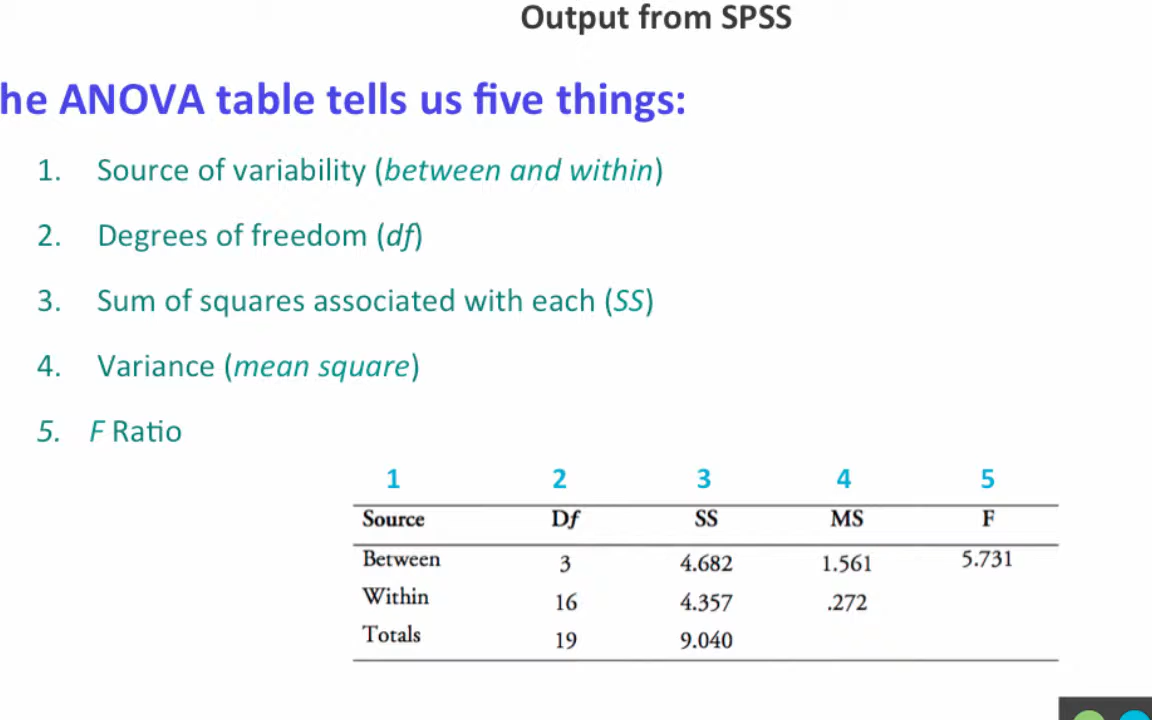 Output from SPSS
he ANOVA table tells us five things:
1. Source of variability (between and within)
2. Degrees of freedom (df)
3. Sum of squares associated with each (SS)
4. Variance (mean square)
5. F Ratio
1 2 3 4 5
Source Df SS MS F
Between 3 4.682 1.561 5.731
Within 16 4.357 .272
Totals 19 9.040